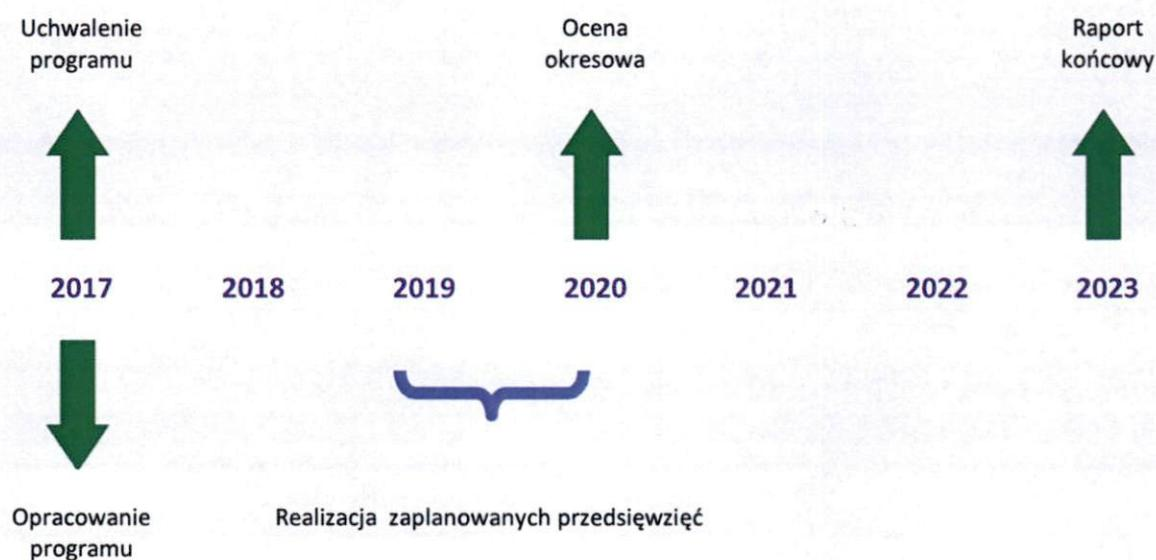 Uchwalenie
programu
Ocena
okresowa
Raport
końcowy
2017 2018 2019 2020 2021 2022 2023
Opracowanie
programu
Realizacja zaplanowanych przedsięwzięć